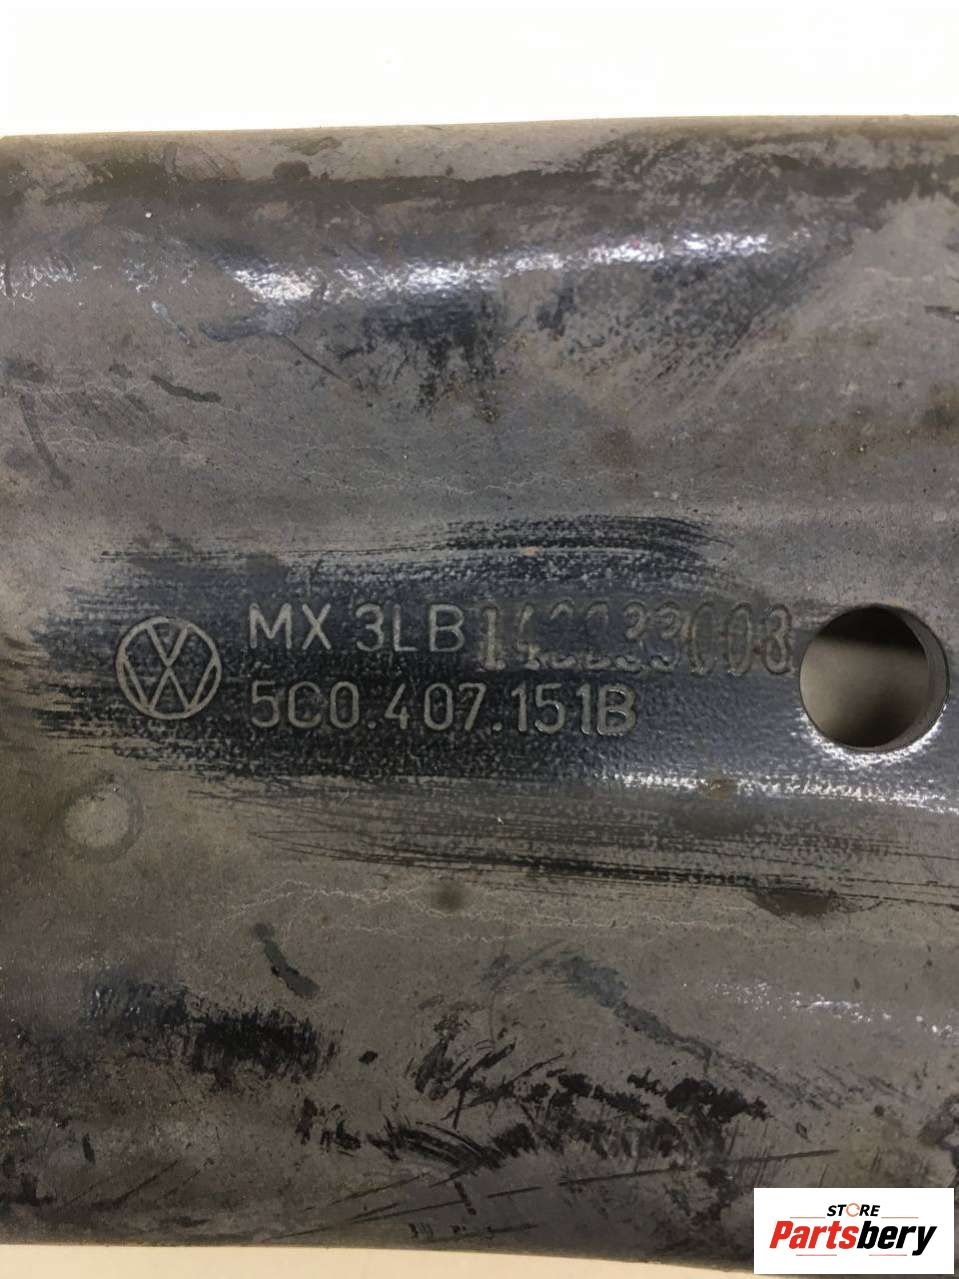 MX 3LB
5C0.407.151B
STORE
Partsbery